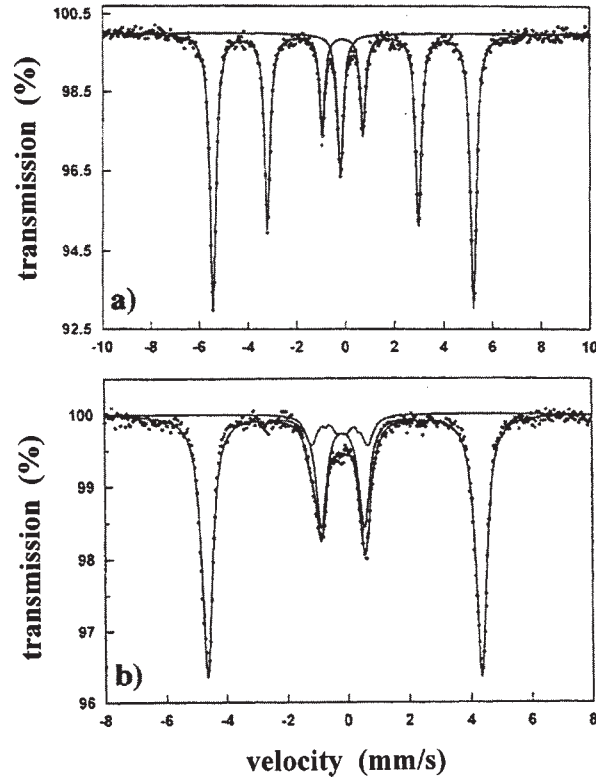 100.5
98.5
96.5
94.5
92.5
transmission (%)
a)
-10 -8 -6 -4 -2 0 2 4 6 8 10
100
99
98
97
96
transmission (%)
b)
-8 -6 -4 -2 0 2 4 6 8
velocity (mm/s)